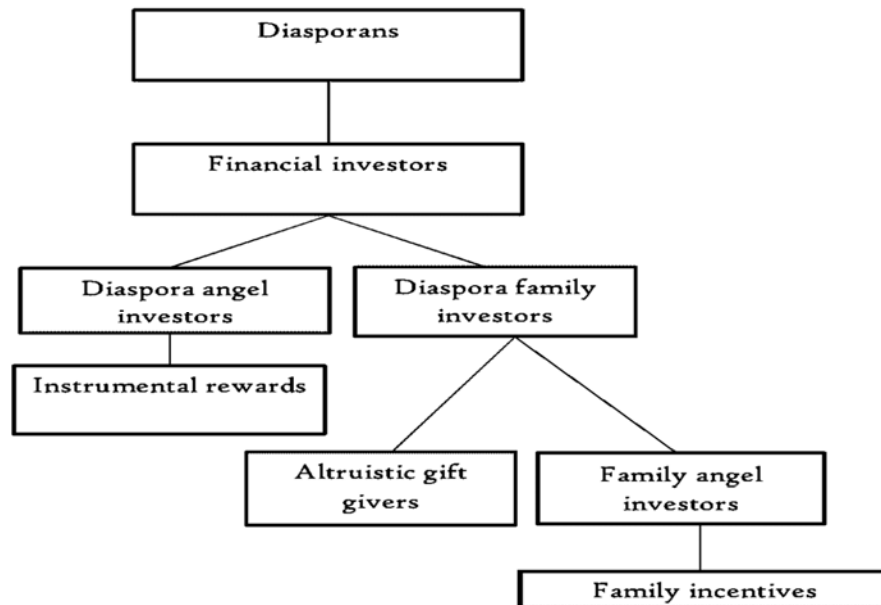 Diasporans
Financial investors
Diaspora angel
investors
Diaspora family
investors
Instrumental rewards
Altruistic gift
givers
Family angel
investors
Family incentives